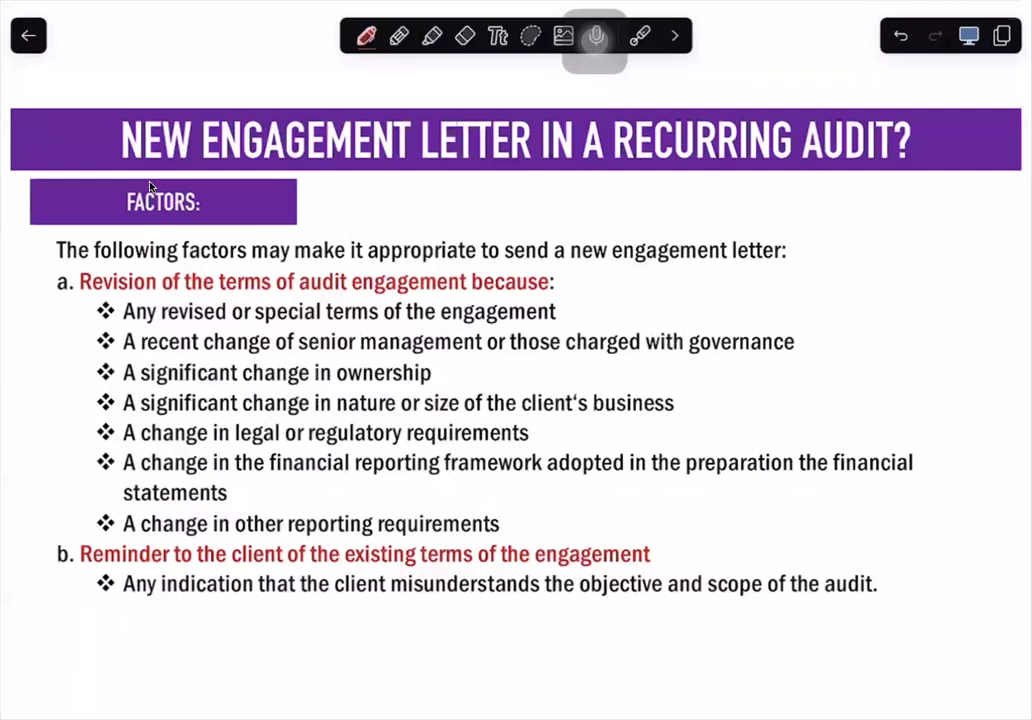 Tt
NEW ENGAGEMENT LETTER IN A RECURRING AUDIT?
FACTORS:
The following factors may make it appropriate to send a new engagement letter:
a. Revision of the terms of audit engagement because:
❖ Any revised or special terms of the engagement
❖ A recent change of senior management or those charged with governance
❖ A significant change in ownership
❖ A significant change in nature or size of the client's business
❖ A change in legal or regulatory requirements
❖ A change in the financial reporting framework adopted in the preparation the financial
statements
❖ A change in other reporting requirements
b. Reminder to the client of the existing terms of the engagement
❖ Any indication that the client misunderstands the objective and scope of the audit.